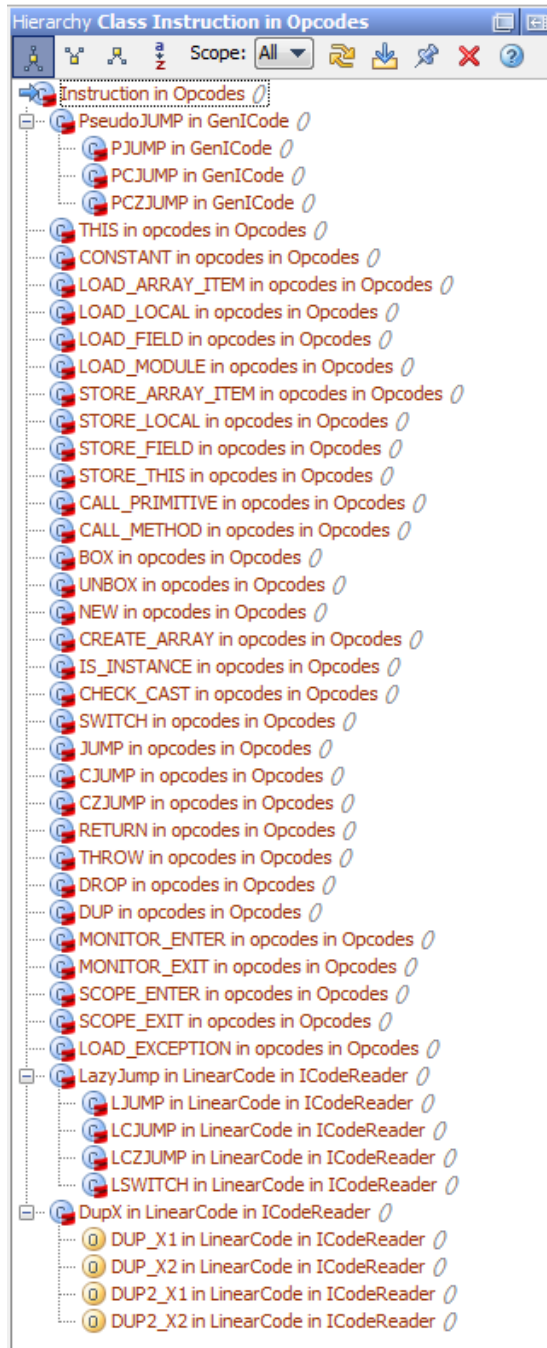 Hierarchy Class Instruction in Opcodes
Scope: All
Instruction in Opcodes ()
PseudoJUMP in GenICode ()
PJUMP in GenICode ()
PCJUMP in GenICode ()
PCZJUMP in GenICode ()
THIS in opcodes in Opcodes ()
CONSTANT in opcodes in Opcodes ()
LOAD_ARRAY_ITEM in opcodes in Opcodes ()
LOAD_LOCAL in opcodes in Opcodes ()
LOAD_FIELD in opcodes in Opcodes ()
LOAD_MODULE in opcodes in Opcodes ()
STORE_ARRAY_ITEM in opcodes in Opcodes ()
STORE_LOCAL in opcodes in Opcodes ()
STORE_FIELD in opcodes in Opcodes ()
STORE_THIS in opcodes in Opcodes ()
CALL_PRIMITIVE in opcodes in Opcodes ()
CALL_METHOD in opcodes in Opcodes ()
BOX in opcodes in Opcodes ()
UNBOX in opcodes in Opcodes ()
NEW in opcodes in Opcodes ()
CREATE_ARRAY in opcodes in Opcodes ()
IS_INSTANCE in opcodes in Opcodes ()
CHECK_CAST in opcodes in Opcodes ()
SWITCH in opcodes in Opcodes ()
JUMP in opcodes in Opcodes ()
CJUMP in opcodes in Opcodes ()
CZJUMP in opcodes in Opcodes ()
RETURN in opcodes in Opcodes ()
THROW in opcodes in Opcodes ()
DROP in opcodes in Opcodes ()
DUP in opcodes in Opcodes ()
MONITOR_ENTER in opcodes in Opcodes ()
MONITOR_EXIT in opcodes in Opcodes ()
SCOPE_ENTER in opcodes in Opcodes ()
SCOPE_EXIT in opcodes in Opcodes ()
LOAD_EXCEPTION in opcodes in Opcodes ()
LazyJump in LinearCode in ICodeReader ()
LJUMP in LinearCode in ICodeReader ()
LCJUMP in LinearCode in ICodeReader ()
LCZJUMP in LinearCode in ICodeReader ()
LSWITCH in LinearCode in ICodeReader ()
DupX in LinearCode in ICodeReader ()
DUP_X1 in LinearCode in ICodeReader ()
DUP_X2 in LinearCode in ICodeReader ()
DUP2_X1 in LinearCode in ICodeReader ()
DUP2_X2 in LinearCode in ICodeReader ()